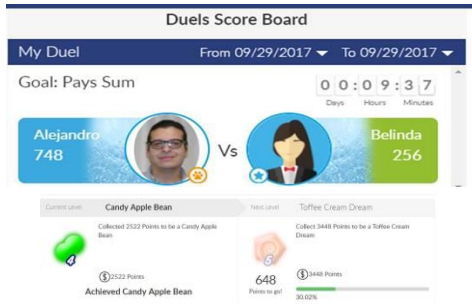 Duels Score Board
My Duel From 09/29/2017 To 09/29/2017
Goal: Pays Sum 0 0 : 0 9 : 3 7
Days Hours Minutes
Alejandro Vs Belinda
748 256
Current Level Candy Apple Bean Next Level Toffee Cream Dream
Collected 2522 Points to be a Candy Apple Bean
Collect 3448 Points to be a Toffee Cream Dream
4
5
$ 2522 Points
648
$ 3448 Points
Achieved Candy Apple Bean
Points to go!
30.02%